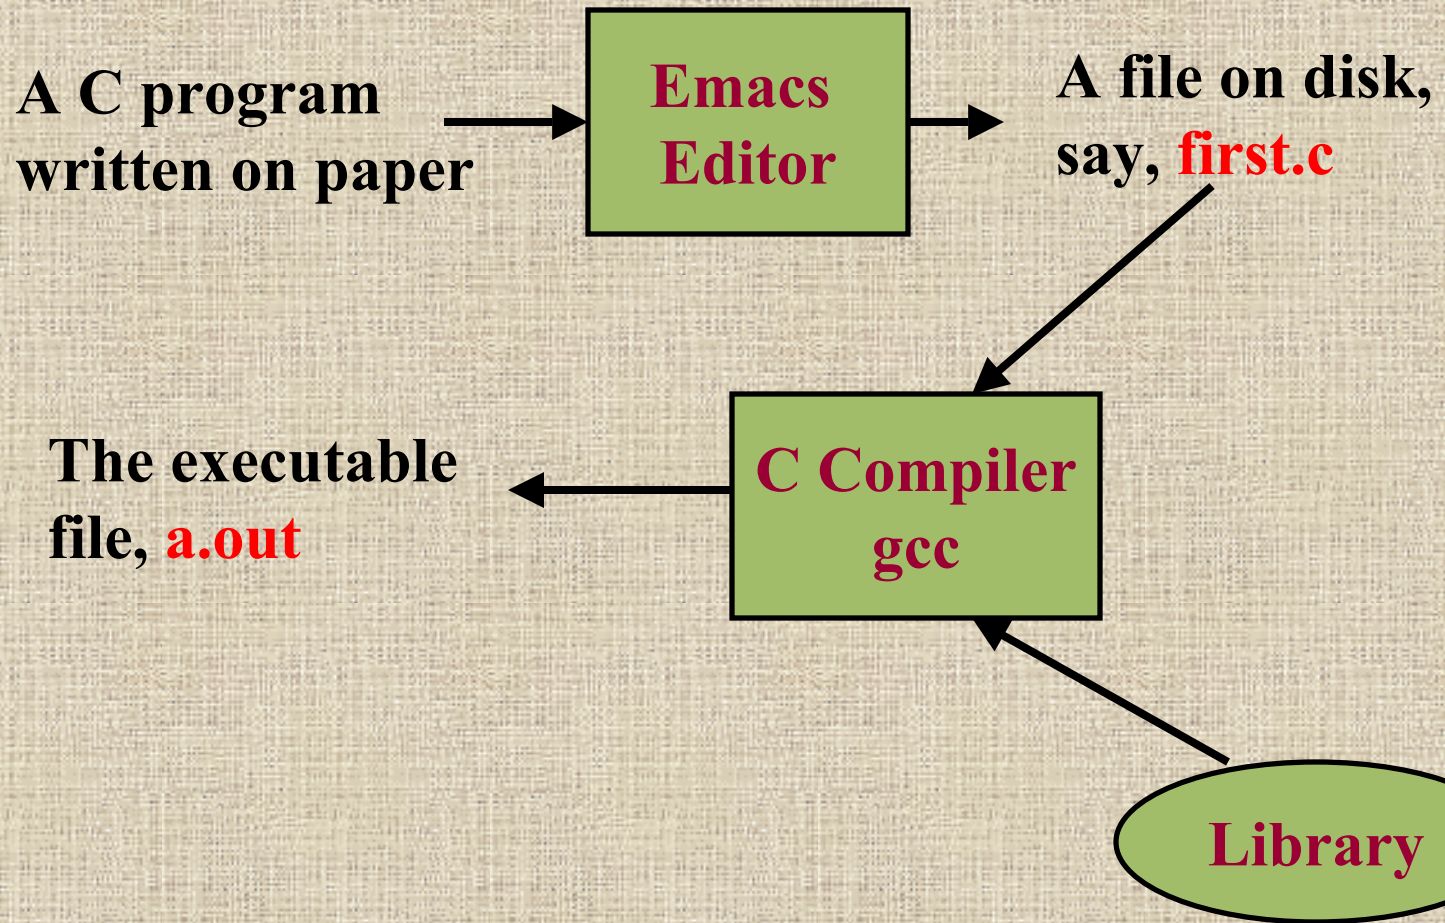 A C program
written on paper
Emacs
Editor
A file on disk,
say, first.c
The executable
file, a.out
C Compiler
gcc
Library